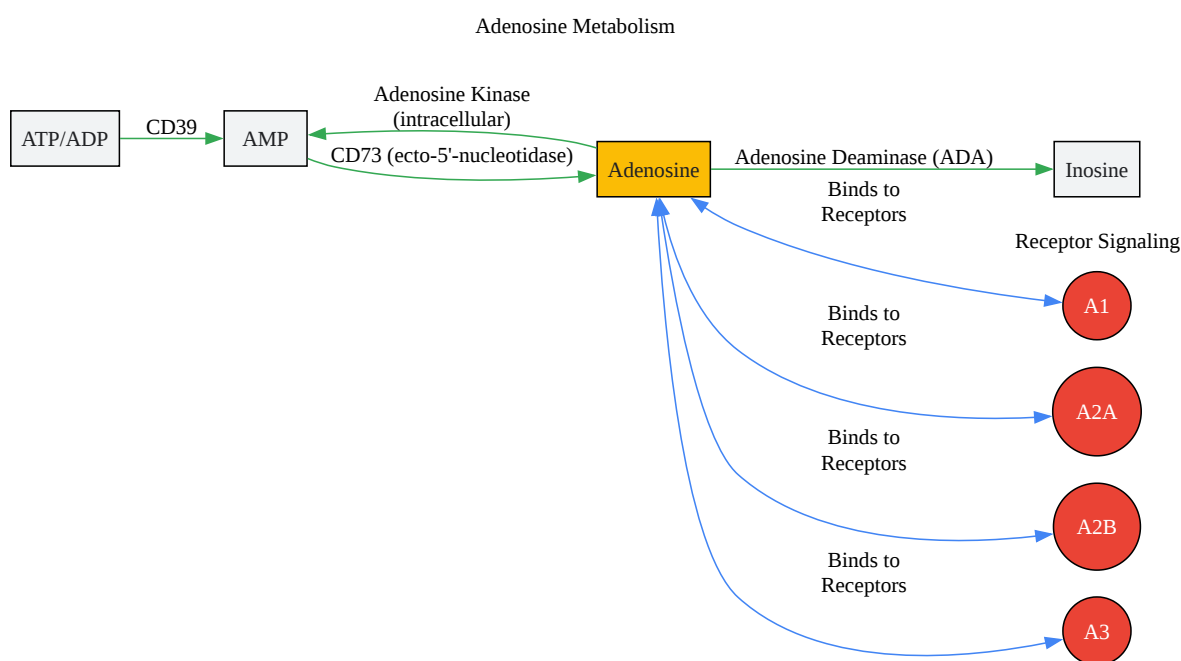 Adenosine Metabolism
Adenosine Kinase
(intracellular)
CD39
ATP/ADP
AMP
CD73 (ecto-5'-nucleotidase)
Adenosine
Adenosine Deaminase (ADA)
Inosine
Binds to
Receptors
Receptor Signaling
A1
Binds to
Receptors
A2A
Binds to
Receptors
A2B
Binds to
Receptors
A3